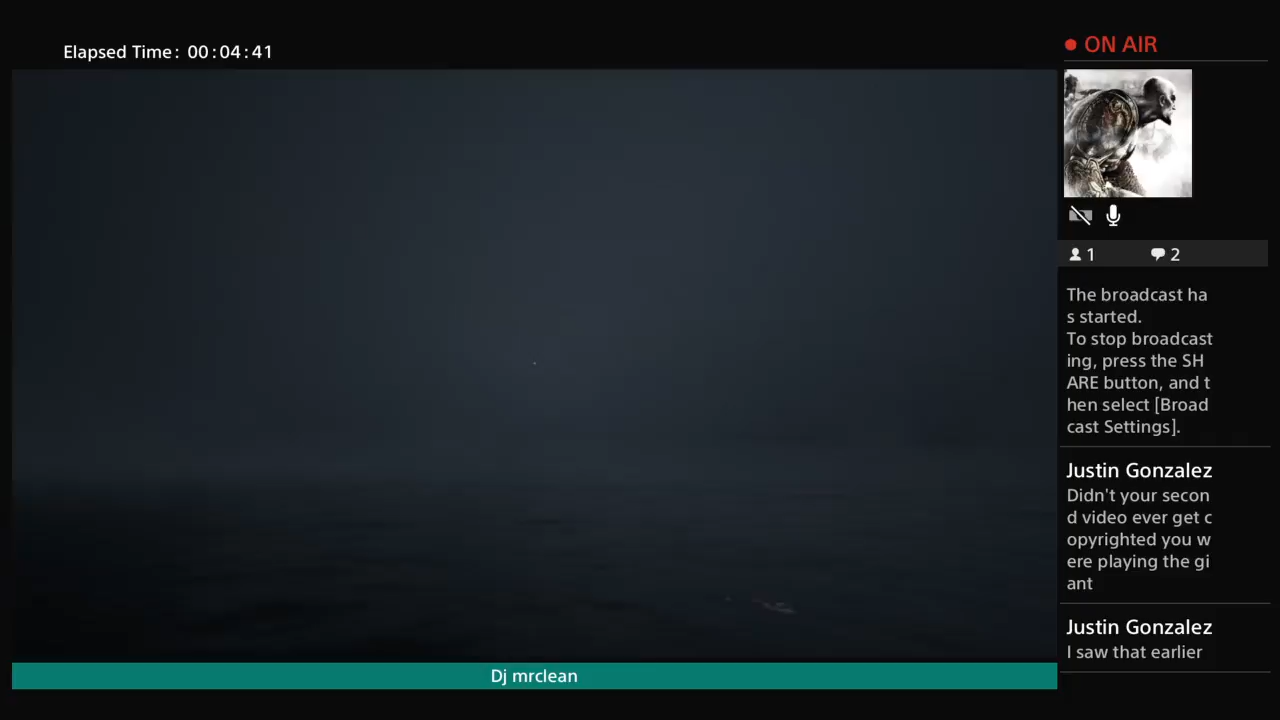 Elapsed Time: 00:04:41
ON AIR
1
2
The broadcast ha
s started.
To stop broadcast
ing, press the SH
ARE button, and t
hen select [Broad
cast Settings].
Justin Gonzalez
Didn't your secon
d video ever get c
opyrighted you w
ere playing the gi
ant
Justin Gonzalez
I saw that earlier
Dj mrclean